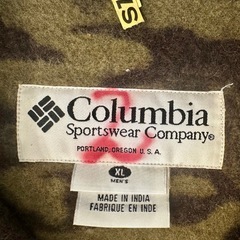 Columbia
Sportswear Company®
PORTLAND, OREGON U.S.A.
XL
MEN'S
MADE IN INDIA
FABRIQUE EN INDE